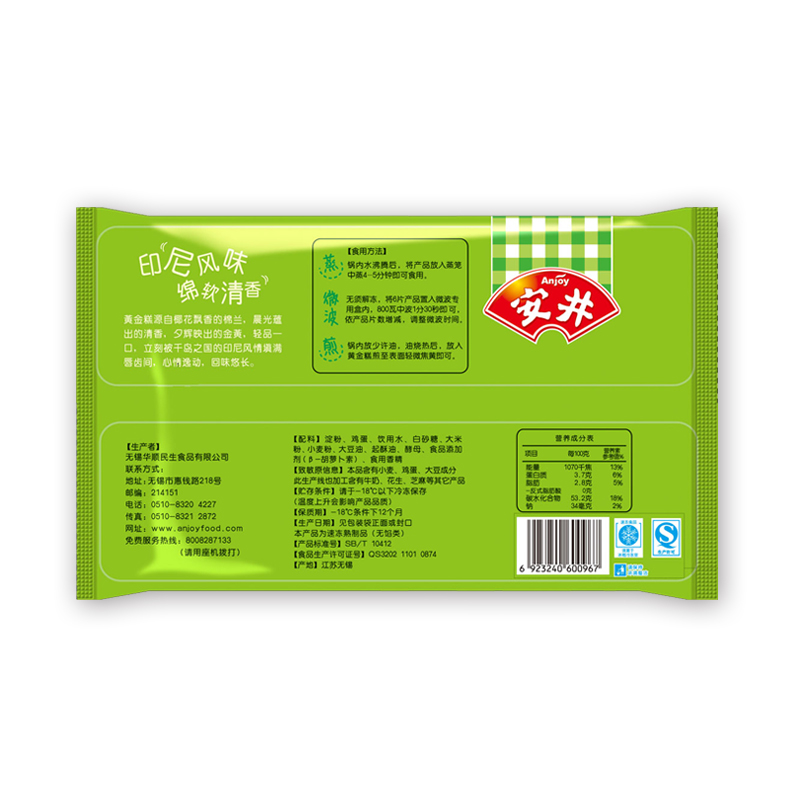 印尼风味
绵软清香
黄金糕源自椰花飘香的棉兰，晨光蕴
出的清香，夕辉映出的金黄，轻品一
口，立刻被千岛之国的印尼风情填满
唇齿间，心情逸动，回味悠长。
【食用方法】
蒸
锅内水沸腾后，将产品放入蒸笼
中蒸4-5分钟即可食用。
微波
无须解冻，将6片产品置入微波专
用盒内，800瓦中波1分30秒即可。
依产品片数增减，调整微波时间。
煎
锅内放少许油，油烧热后，放入
黄金糕煎至表面轻微焦黄即可。
Anjoy
安井
【生产者】
无锡华顺民生食品有限公司
联系方式：
地址：无锡市惠钱路218号
邮编：214151
电话：0510-8320 4227
传真：0510-8321 2872
网址：www.anjoyfood.com
免费服务热线：8008287133
（请用座机拨打）
【配料】淀粉、鸡蛋、饮用水、白砂糖、大米
粉、小麦粉、大豆油、起酥油、酵母、食品添加
剂（β-胡萝卜素）、食用香精
【致敏原信息】本品含有小麦、鸡蛋、大豆成分
此生产线也加工含有牛奶、花生、芝麻等其它产品
【贮存条件】请于-18℃以下冷冻保存
（温度上升会影响产品品质）
【保质期】-18℃条件下12个月
【生产日期】见包装袋正面或封口
本产品为速冻熟制品（无馅类）
【产品标准号】SB/T 10412
【食品生产许可证号】QS3202 1101 0874
【产地】江苏无锡
营养成分表
项目 每100克 营养素参考值%
能量 1070千焦 13%
蛋白质 3.7克 6%
脂肪 2.8克 5%
-反式脂肪酸 0克
碳水化合物 53.2克 18%
钠 34毫克 2%
6 923240 600967
QS
生产许可